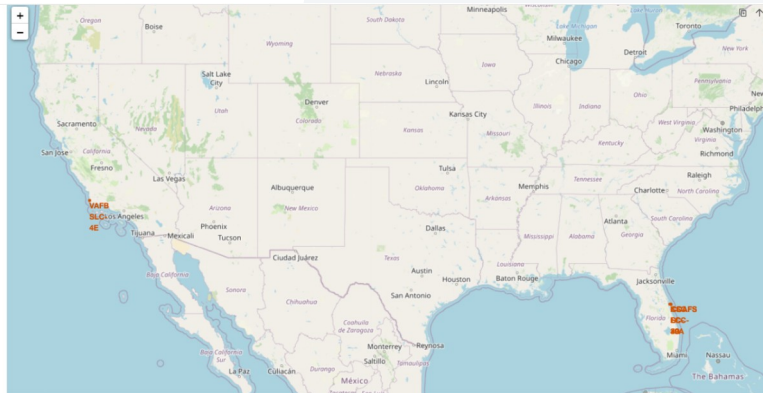 +
−
Oregon
Boise
South Dakota
Minneapolis
Lake Michigan
Toronto
Wyoming
Milwaukee
Detroit
New York
Iowa
Chicago
Salt Lake
City
Nebraska
Lincoln
Pennsylvania
Denver
Utah
Illinois
Indiana
Ohio
New
Philadelph
Sacramento
Nevada
Colorado
Kansas
Kansas City
Missouri
West Virginia
Washington
San Jose
California
Fresno
Kentucky
Virginia
Richmond
Las Vegas
Tulsa
Tennessee
Raleigh
Albuquerque
Oklahoma
Memphis
Charlotte
North Carolina
Arkansas
VAFB
SLC-
4E
Los Angeles
Arizona
New Mexico
Phoenix
Tucson
Tijuana
Mexicali
Dallas
Mississippi
Alabama
Atlanta
Georgia
South Carolina
Ciudad Juárez
Texas
Louisiana
Baja California
Sonora
Chihuahua
Austin
Houston
Baton Rouge
Jacksonville
San Antonio
Florida
Coahuila
de Zaragoza
Monterrey
Reynosa
Miami
Nassau
Baja California
Sur
Saltillo
Tamaulipas
La Paz
Culiacán
Durango
México
The Bahamas